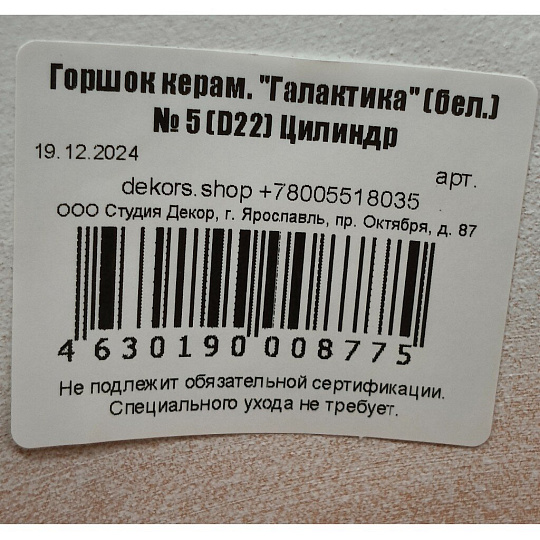 Горшок керам. "Галактика" (бел.)
№ 5 (D22) Цилиндр
19.12.2024
арт.
dekors.shop +78005518035
ООО Студия Декор, г. Ярославль, пр. Октября, д. 87
4 630190 008775
Не подлежит обязательной сертификации.
Специального ухода не требует.